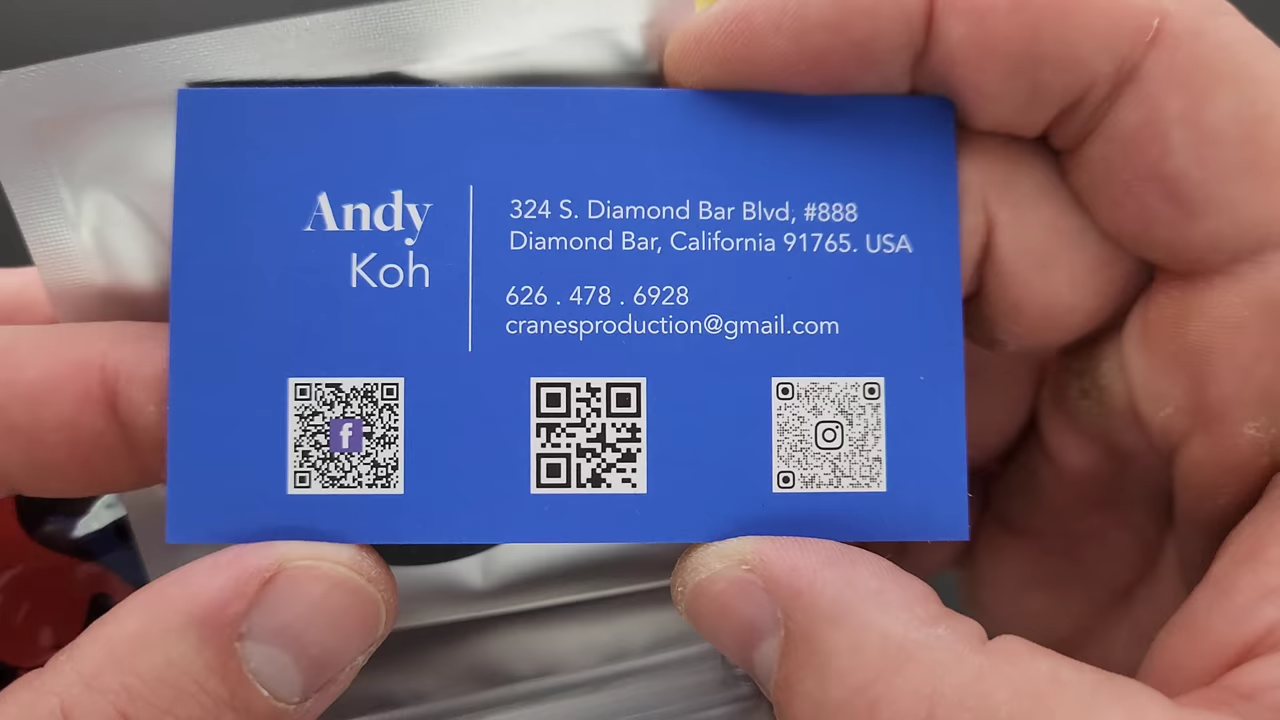 Andy
Koh
324 S. Diamond Bar Blvd, #888
Diamond Bar, California 91765. USA
626 . 478 . 6928
cranesproduction@gmail.com
f